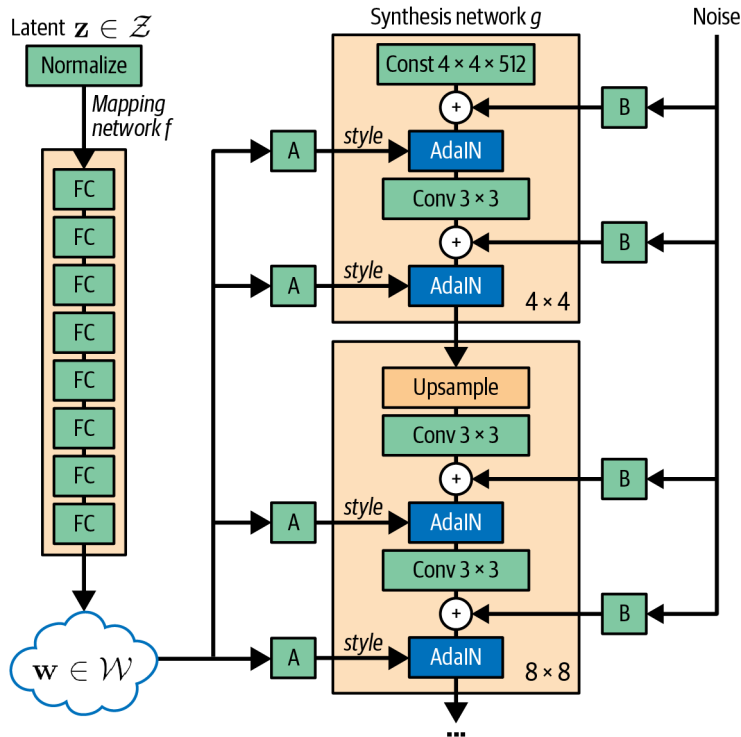 Latent z ∈ 𝒵
Normalize
Mapping
network f
FC
FC
FC
FC
FC
FC
FC
FC
w ∈ 𝒲
A
style
A
style
A
style
A
style
Synthesis network g
Const 4 × 4 × 512
+
AdaIN
Conv 3 × 3
+
AdaIN
4 × 4
Upsample
Conv 3 × 3
+
AdaIN
Conv 3 × 3
+
AdaIN
8 × 8
...
Noise
B
B
B
B